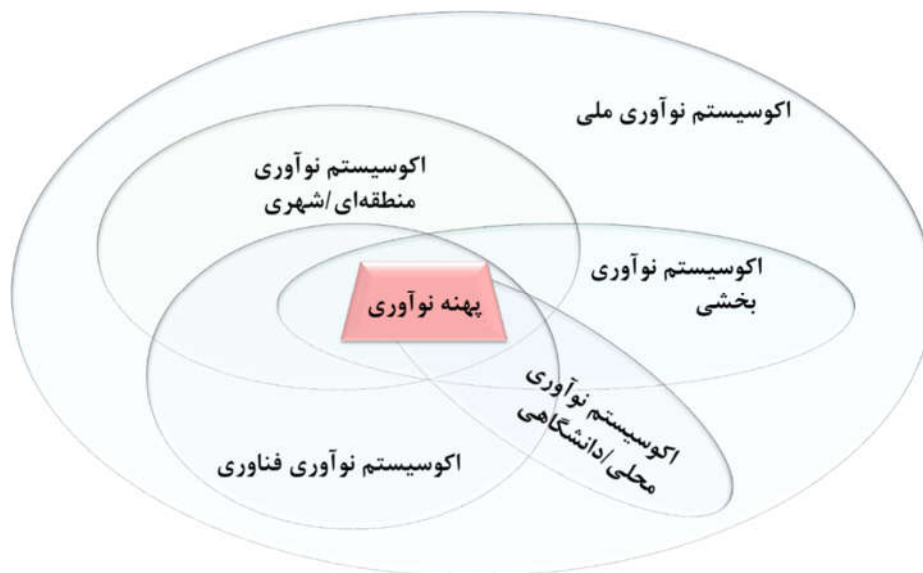 اکوسیستم نوآوری ملی
اکوسیستم نوآوری
منطقه‌ای/شهری
اکوسیستم نوآوری
بخشی
پهنه نوآوری
اکوسیستم نوآوری
محلی/دانشگاهی
اکوسیستم نوآوری فناوری